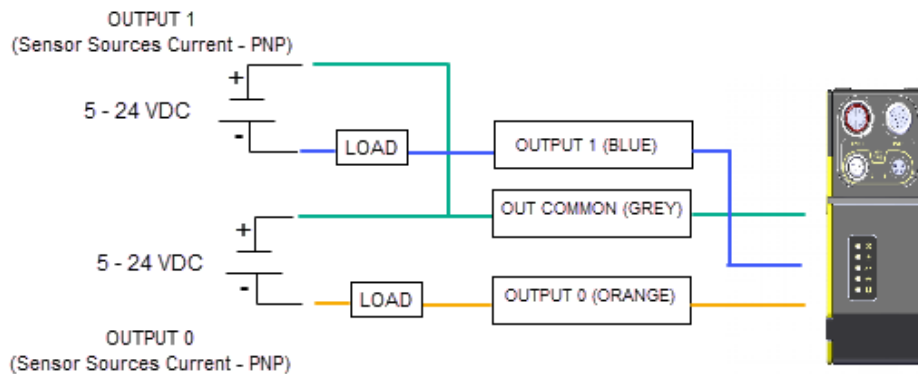 OUTPUT 1
(Sensor Sources Current - PNP)
+
5 - 24 VDC
-
LOAD
OUTPUT 1 (BLUE)
OUT COMMON (GREY)
+
5 - 24 VDC
-
LOAD
OUTPUT 0 (ORANGE)
OUTPUT 0
(Sensor Sources Current - PNP)